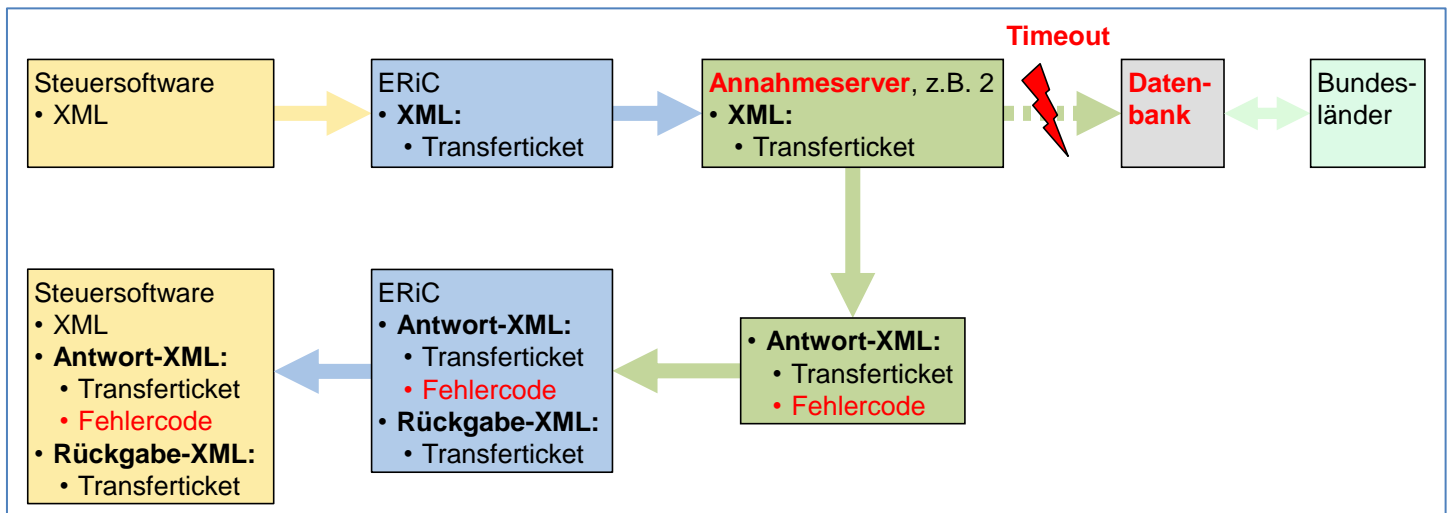 Timeout
Steuersoftware
• XML
ERiC
• XML:
• Transferticket
Annahmeserver, z.B. 2
• XML:
• Transferticket
Daten-
bank
Bundes-
länder
Steuersoftware
• XML
• Antwort-XML:
• Transferticket
• Fehlercode
• Rückgabe-XML:
• Transferticket
ERiC
• Antwort-XML:
• Transferticket
• Fehlercode
• Rückgabe-XML:
• Transferticket
• Antwort-XML:
• Transferticket
• Fehlercode